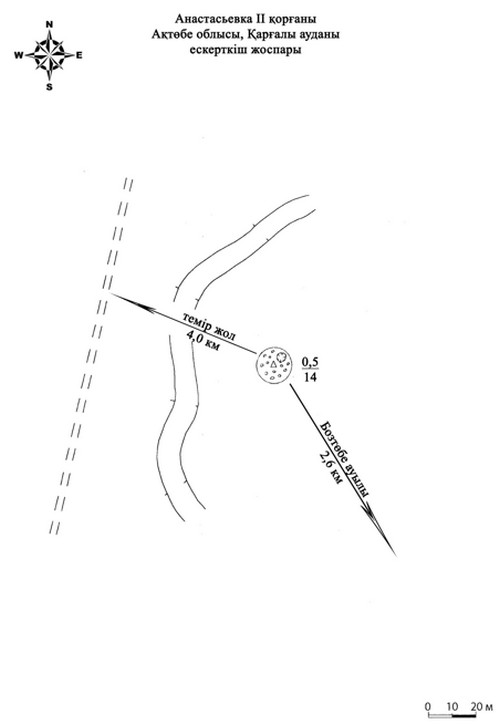 Анастасьевка II қорғаны
Ақтөбе облысы, Қарғалы ауданы
ескерткіш жоспары
N
W
E
S
темір жол
4,0 км
0,5
14
Бозтөбе ауылы
2,6 км
0 10 20 м